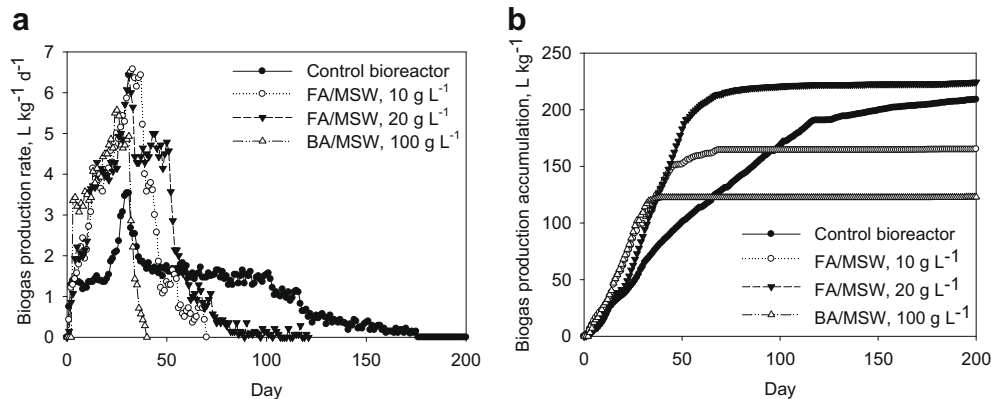 a
Biogas production rate, L kg⁻¹ d⁻¹
7
6
5
4
3
2
1
0
0 50 100 150 200
Day
Control bioreactor
FA/MSW, 10 g L⁻¹
FA/MSW, 20 g L⁻¹
BA/MSW, 100 g L⁻¹
b
Biogas production accumulation, L kg⁻¹
250
200
150
100
50
0
0 50 100 150 200
Day
Control bioreactor
FA/MSW, 10 g L⁻¹
FA/MSW, 20 g L⁻¹
BA/MSW, 100 g L⁻¹